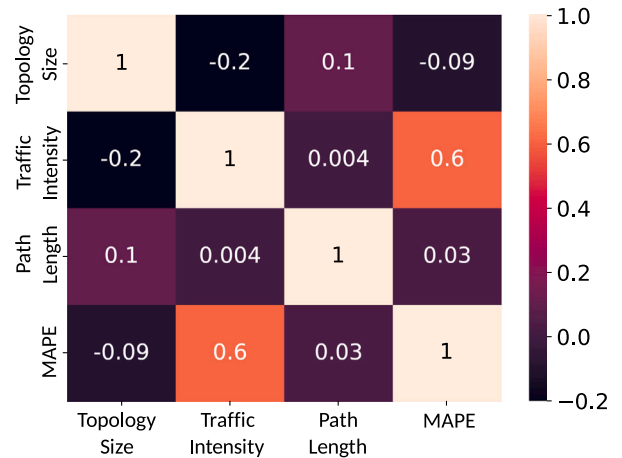 Topology
Size
1
-0.2
0.1
-0.09
Traffic
Intensity
-0.2
1
0.004
0.6
Path
Length
0.1
0.004
1
0.03
MAPE
-0.09
0.6
0.03
1
Topology
Size
Traffic
Intensity
Path
Length
MAPE
1.0
0.8
0.6
0.4
0.2
0.0
−0.2